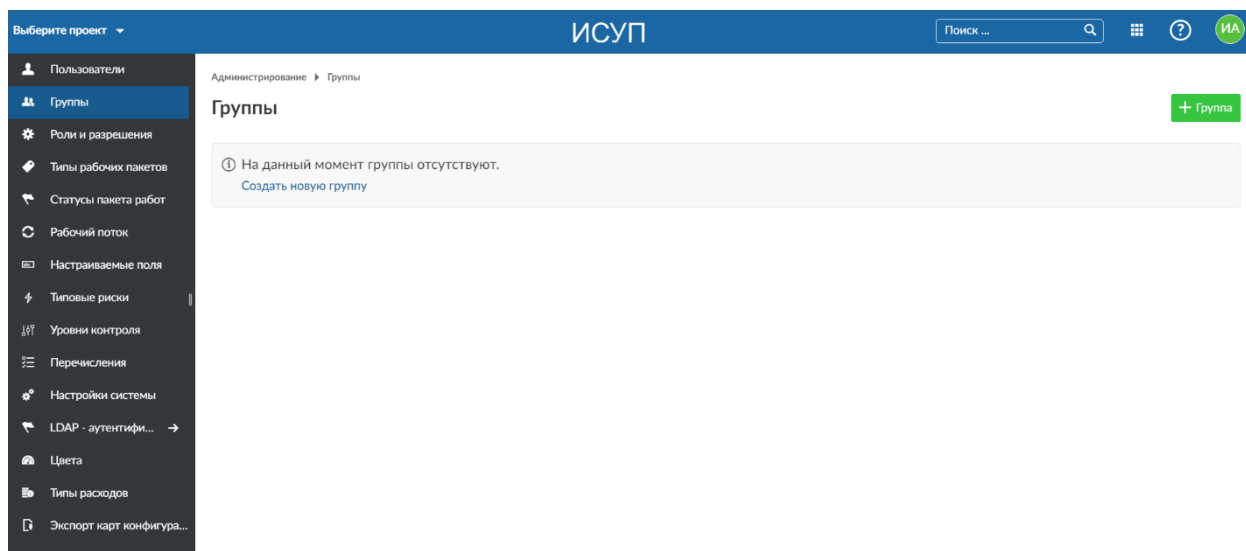 Выберите проект
ИСУП
Поиск ...
?
ИА
Пользователи
Группы
Роли и разрешения
Типы рабочих пакетов
Статусы пакета работ
Рабочий поток
Настраиваемые поля
Типовые риски
Уровни контроля
Перечисления
Настройки системы
LDAP - аутентифи...
Цвета
Типы расходов
Экспорт карт конфигура...
Администрирование Группы
Группы
+ Группа
На данный момент группы отсутствуют.
Создать новую группу